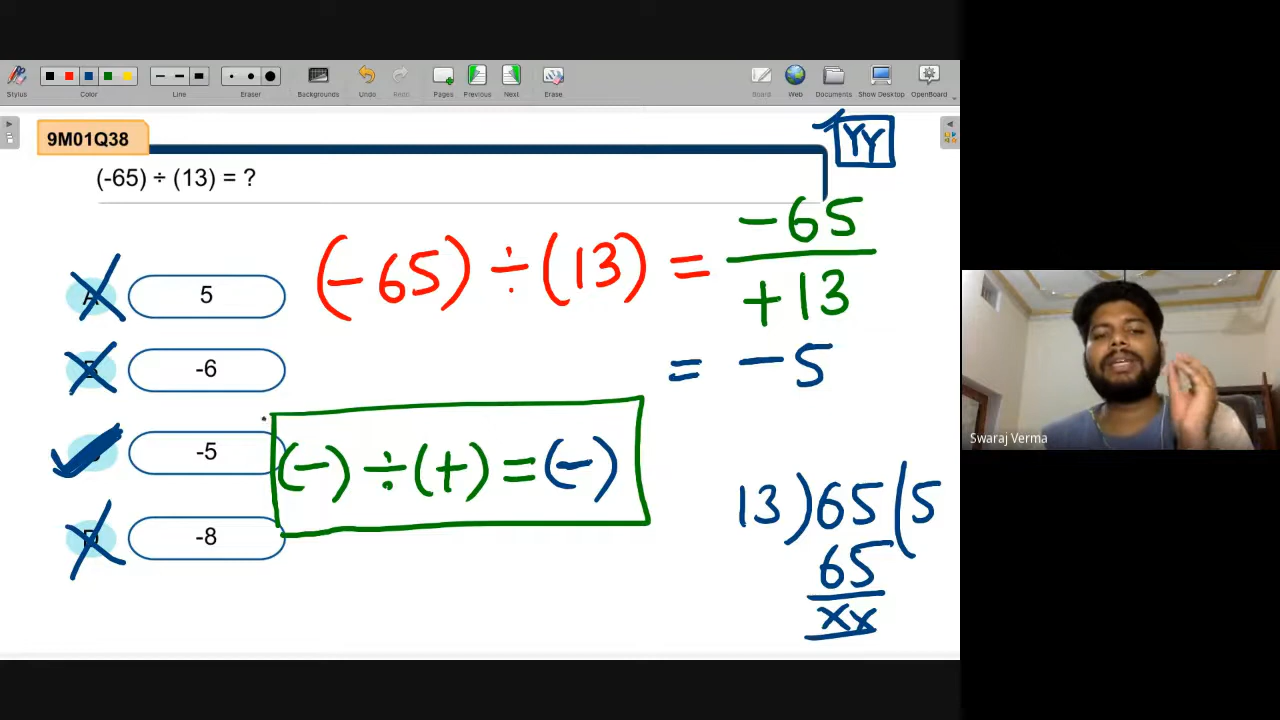 Stylus Color Line Eraser Backgrounds Undo Redo Pages Previous Next Erase Board Web Documents Show Desktop OpenBoard
9M01Q38
YY
(-65) ÷ (13) = ?
(-65) ÷ (13) = -65 / +13
A 5
= -5
B -6
-5
(-) ÷ (+) = (-)
13) 65 (5
D -8
65
xx
Swaraj Verma